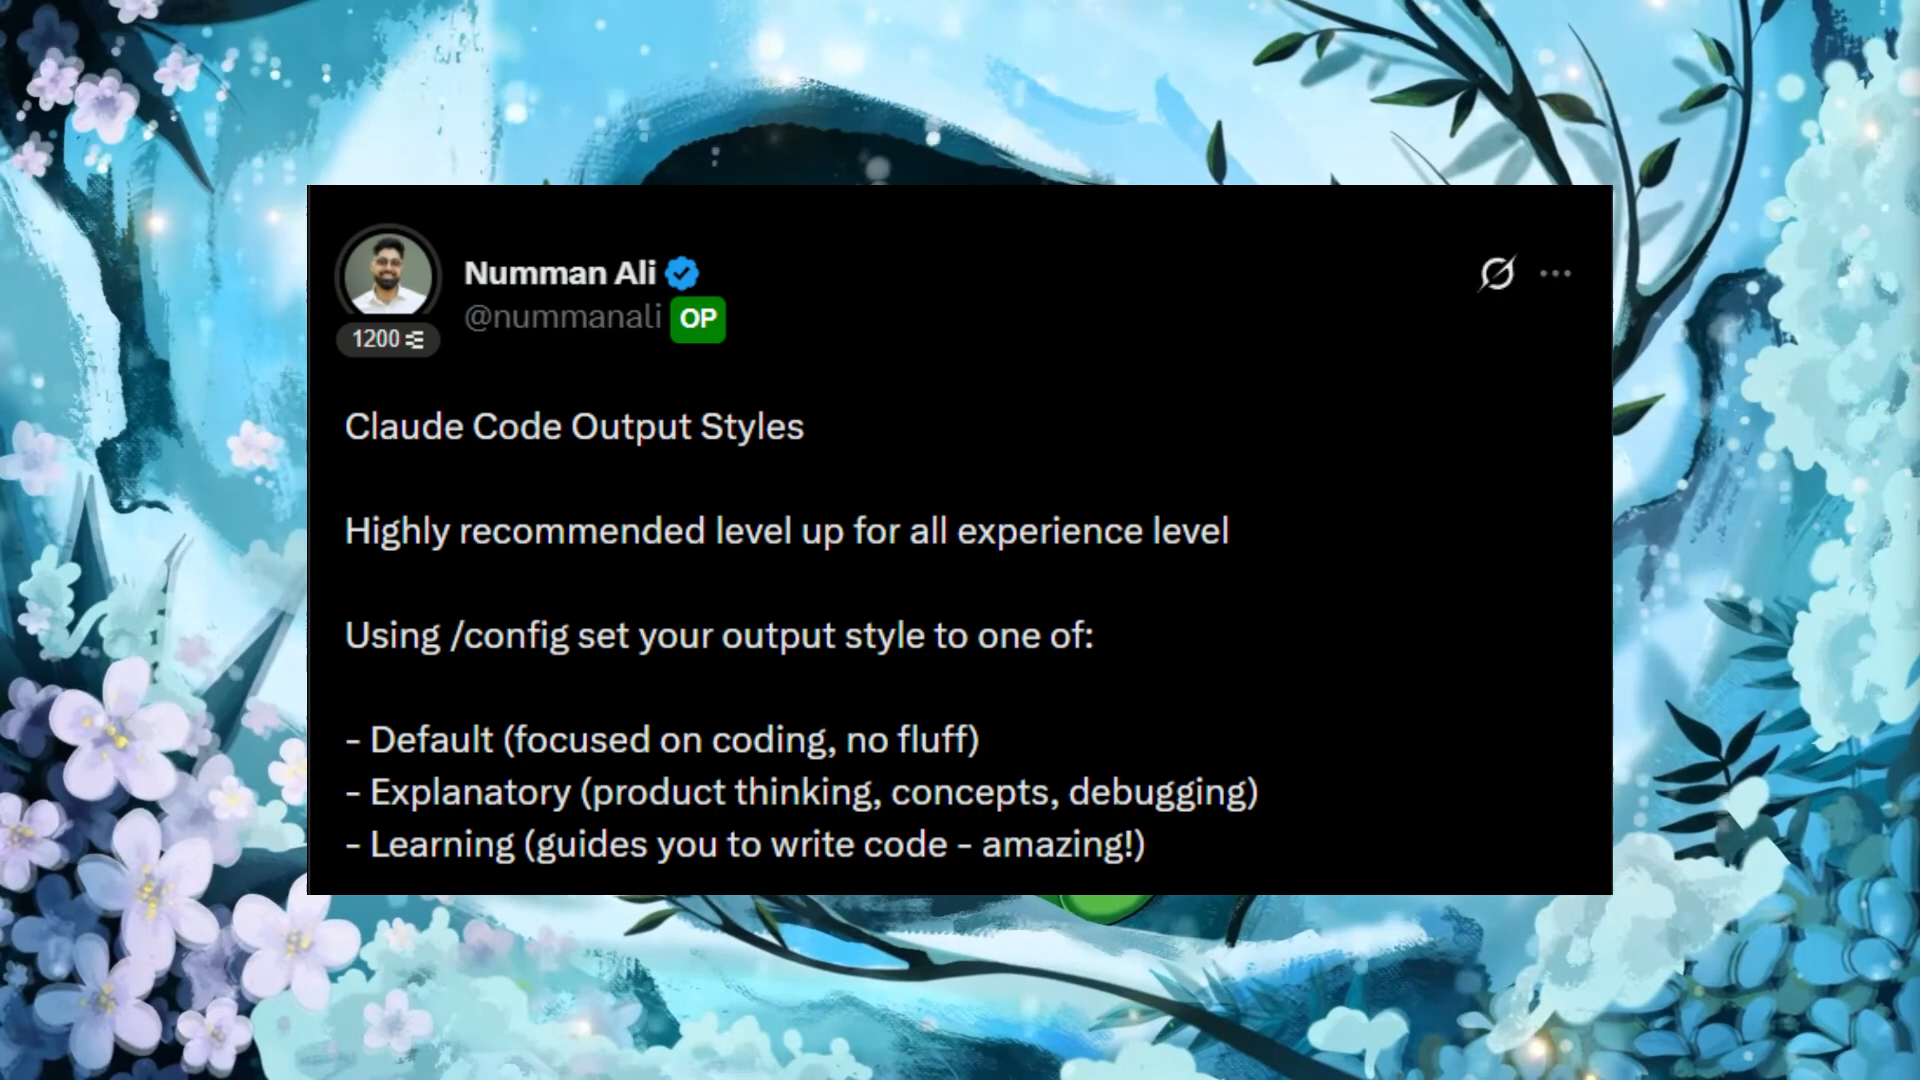 Numman Ali
@nummanali OP
1200
Claude Code Output Styles
Highly recommended level up for all experience level
Using /config set your output style to one of:
- Default (focused on coding, no fluff)
- Explanatory (product thinking, concepts, debugging)
- Learning (guides you to write code - amazing!)